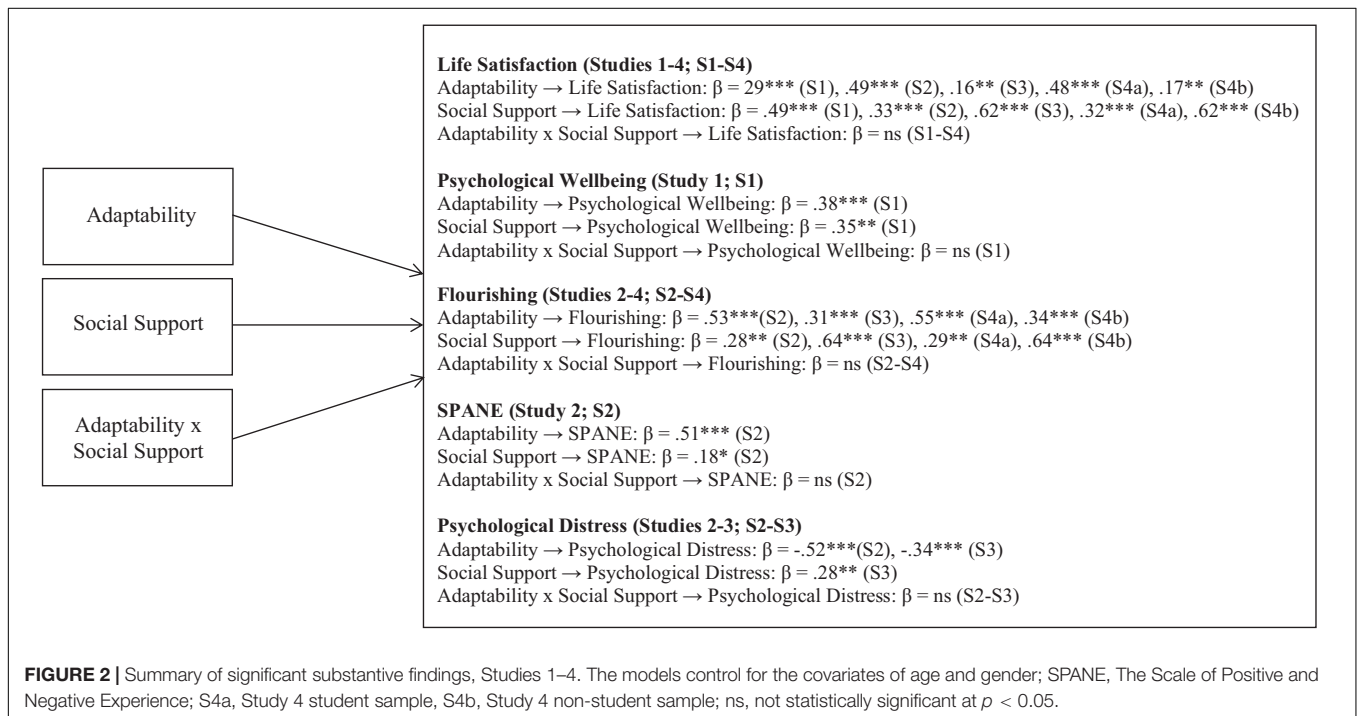 Adaptability
Social Support
Adaptability x
Social Support
Life Satisfaction (Studies 1-4; S1-S4)
Adaptability → Life Satisfaction: β = 29*** (S1), .49*** (S2), .16** (S3), .48*** (S4a), .17** (S4b)
Social Support → Life Satisfaction: β = .49*** (S1), .33*** (S2), .62*** (S3), .32*** (S4a), .62*** (S4b)
Adaptability x Social Support → Life Satisfaction: β = ns (S1-S4)
Psychological Wellbeing (Study 1; S1)
Adaptability → Psychological Wellbeing: β = .38*** (S1)
Social Support → Psychological Wellbeing: β = .35** (S1)
Adaptability x Social Support → Psychological Wellbeing: β = ns (S1)
Flourishing (Studies 2-4; S2-S4)
Adaptability → Flourishing: β = .53***(S2), .31*** (S3), .55*** (S4a), .34*** (S4b)
Social Support → Flourishing: β = .28** (S2), .64*** (S3), .29** (S4a), .64*** (S4b)
Adaptability x Social Support → Flourishing: β = ns (S2-S4)
SPANE (Study 2; S2)
Adaptability → SPANE: β = .51*** (S2)
Social Support → SPANE: β = .18* (S2)
Adaptability x Social Support → SPANE: β = ns (S2)
Psychological Distress (Studies 2-3; S2-S3)
Adaptability → Psychological Distress: β = -.52***(S2), -.34*** (S3)
Social Support → Psychological Distress: β = .28** (S3)
Adaptability x Social Support → Psychological Distress: β = ns (S2-S3)
FIGURE 2 | Summary of significant substantive findings, Studies 1–4. The models control for the covariates of age and gender; SPANE, The Scale of Positive and
Negative Experience; S4a, Study 4 student sample, S4b, Study 4 non-student sample; ns, not statistically significant at p < 0.05.